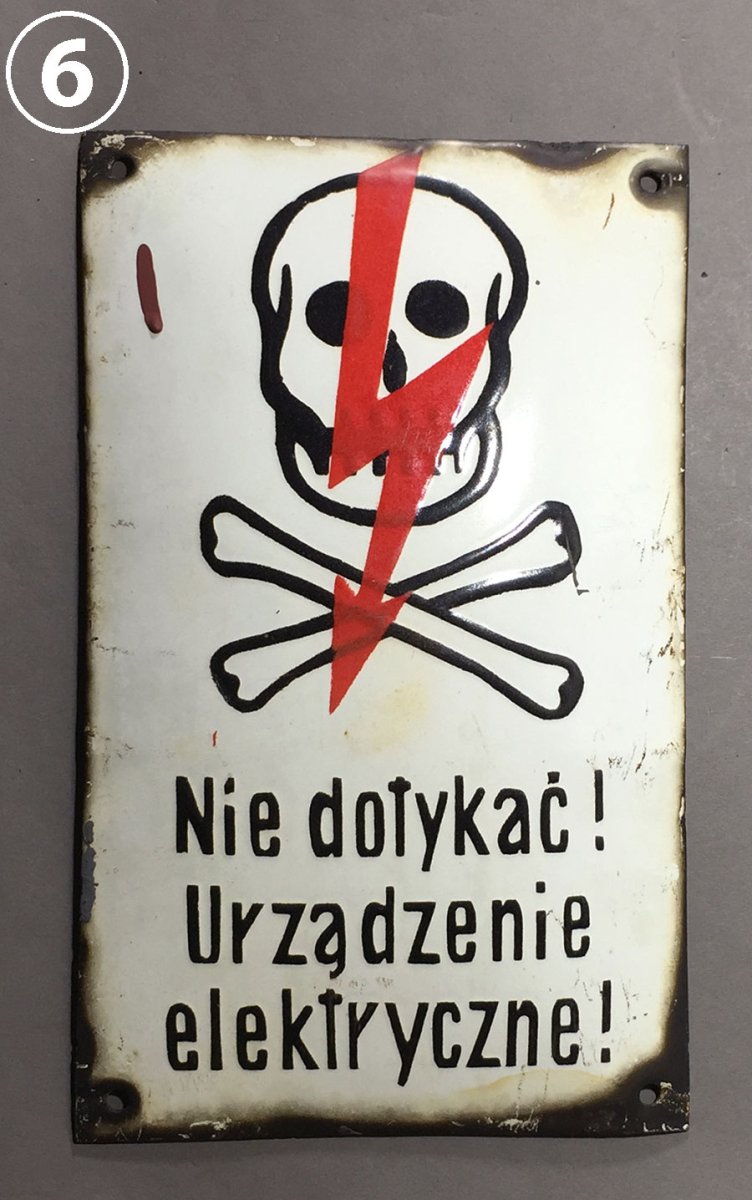 6
Nie dotykać!
Urządzenie
elektryczne!